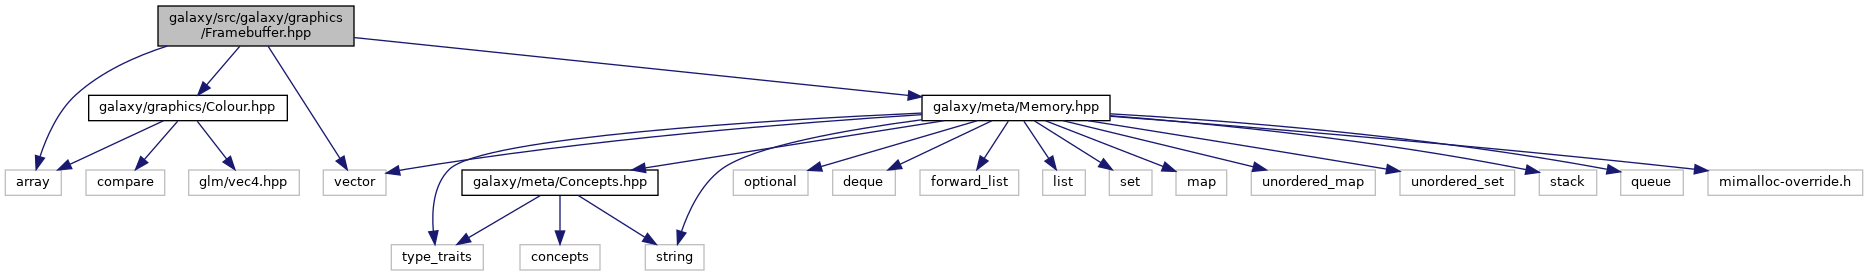 galaxy/src/galaxy/graphics
/Framebuffer.hpp
galaxy/graphics/Colour.hpp
galaxy/meta/Memory.hpp
array
compare
glm/vec4.hpp
vector
galaxy/meta/Concepts.hpp
optional
deque
forward_list
list
set
map
unordered_map
unordered_set
stack
queue
mimalloc-override.h
type_traits
concepts
string